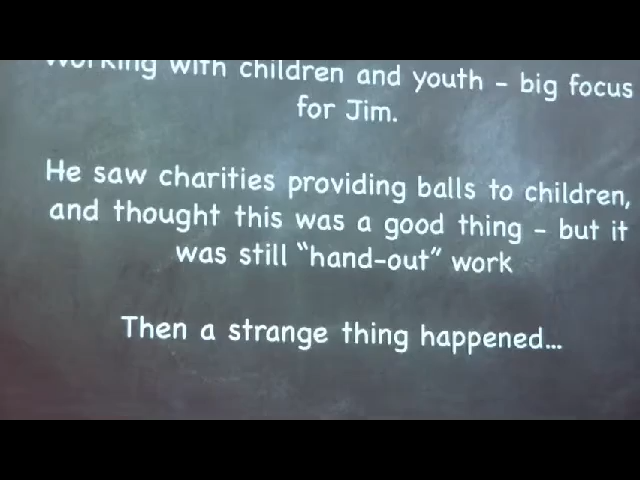 Working with children and youth – big focus
for Jim.
He saw charities providing balls to children,
and thought this was a good thing – but it
was still “hand-out” work
Then a strange thing happened...